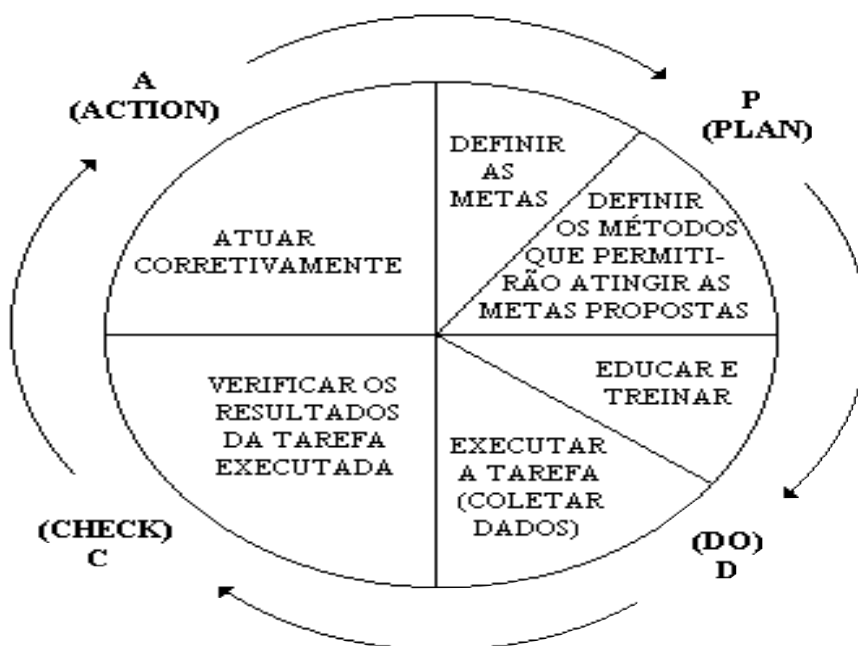 A
(ACTION)
P
(PLAN)
DEFINIR
AS
METAS
DEFINIR
OS MÉTODOS
QUE PERMITI-
RÃO ATINGIR AS
METAS PROPOSTAS
EDUCAR E
TREINAR
EXECUTAR
A TAREFA
(COLETAR
DADOS)
(DO)
D
VERIFICAR OS
RESULTADOS
DA TAREFA
EXECUTADA
(CHECK)
C
ATUAR
CORRETIVAMENTE